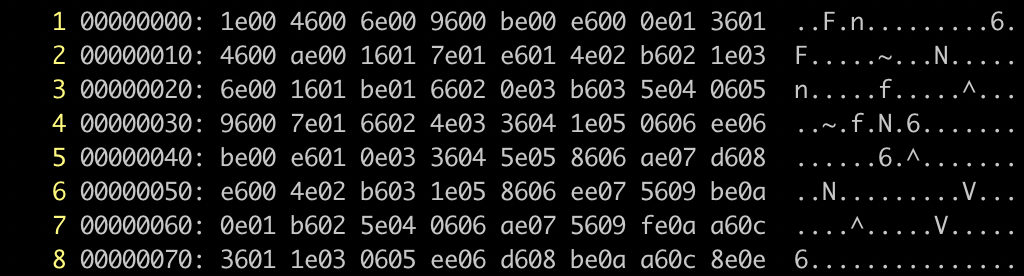 1 00000000: 1e00 4600 6e00 9600 be00 e600 0e01 3601  ..F.n.........6.
2 00000010: 4600 ae00 1601 7e01 e601 4e02 b602 1e03  F.....~...N.....
3 00000020: 6e00 1601 be01 6602 0e03 b603 5e04 0605  n.....f.....^...
4 00000030: 9600 7e01 6602 4e03 3604 1e05 0606 ee06  ..~.f.N.6.......
5 00000040: be00 e601 0e03 3604 5e05 8606 ae07 d608  ......6.^.......
6 00000050: e600 4e02 b603 1e05 8606 ee07 5609 be0a  ..N.........V...
7 00000060: 0e01 b602 5e04 0606 ae07 5609 fe0a a60c  ....^.....V.....
8 00000070: 3601 1e03 0605 ee06 d608 be0a a60c 8e0e  6...............